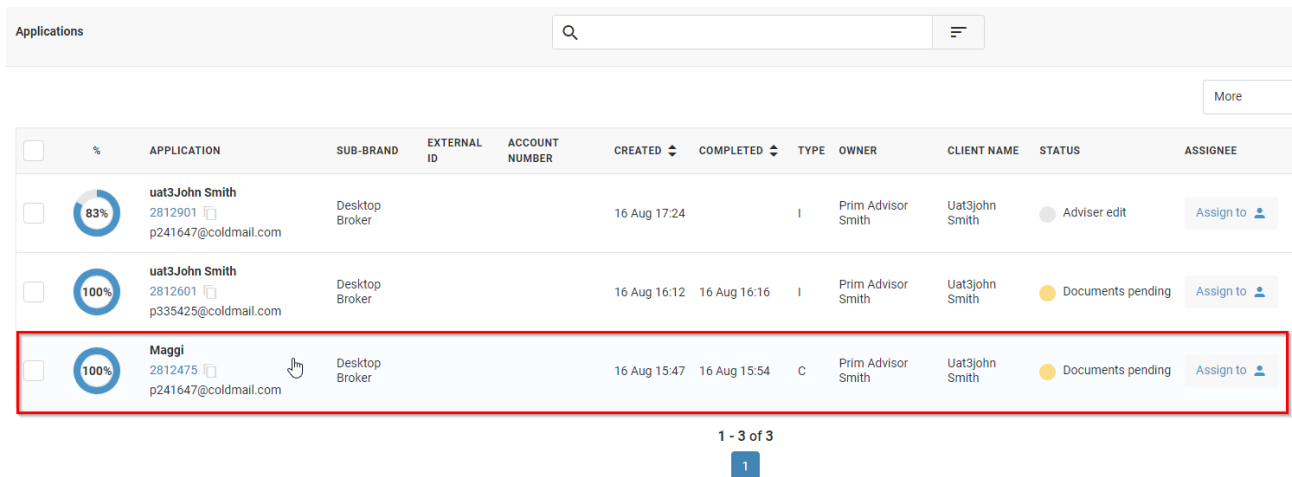 Applications
More
% APPLICATION SUB-BRAND EXTERNAL ID ACCOUNT NUMBER CREATED COMPLETED TYPE OWNER CLIENT NAME STATUS ASSIGNEE
uat3John Smith
83% 2812901 Desktop Broker 16 Aug 17:24 I Prim Advisor Smith Uat3john Smith Adviser edit Assign to
p241647@coldmail.com
uat3John Smith
100% 2812601 Desktop Broker 16 Aug 16:12 16 Aug 16:16 I Prim Advisor Smith Uat3john Smith Documents pending Assign to
p335425@coldmail.com
Maggi
100% 2812475 Desktop Broker 16 Aug 15:47 16 Aug 15:54 C Prim Advisor Smith Uat3john Smith Documents pending Assign to
p241647@coldmail.com
1 - 3 of 3
1